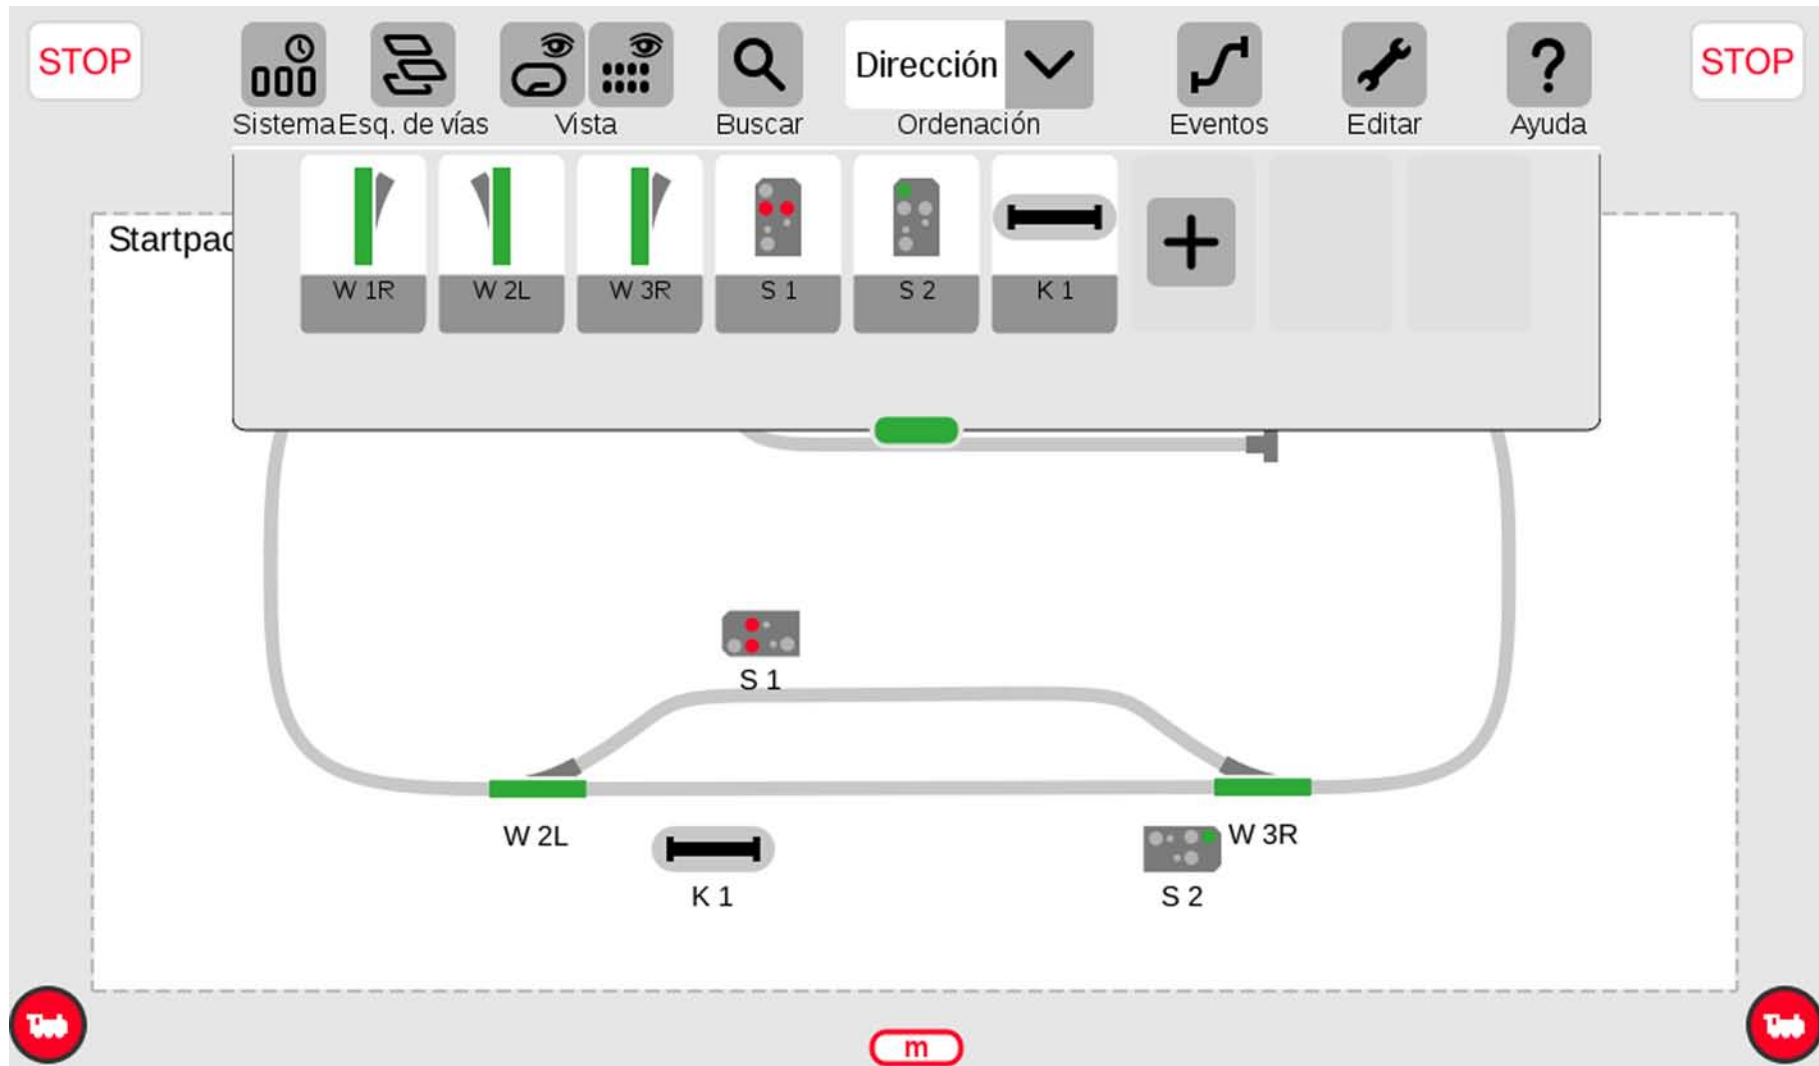 STOP
STOP
Dirección
Sistema
Esq. de vías
Vista
Buscar
Ordenación
Eventos
Editar
Ayuda
W 1R
W 2L
W 3R
S 1
S 2
K 1
Startpad
S 1
W 2L
W 3R
K 1
S 2
m